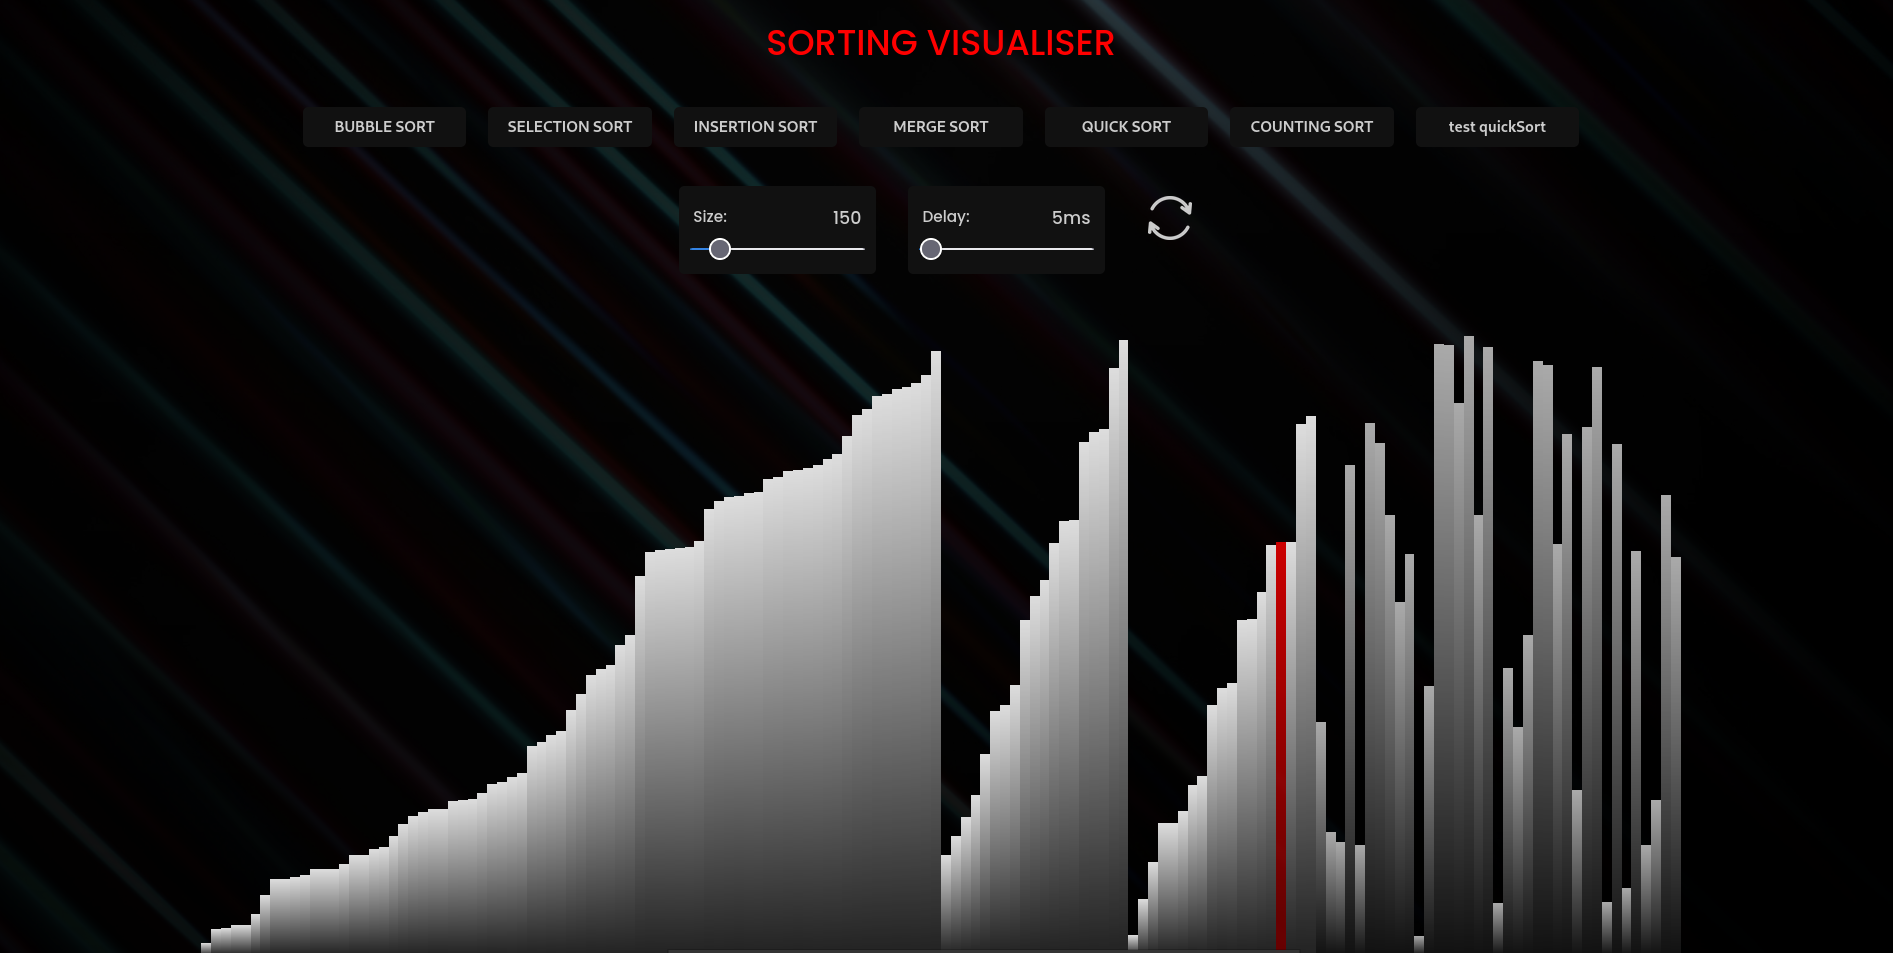 SORTING VISUALISER
BUBBLE SORT
SELECTION SORT
INSERTION SORT
MERGE SORT
QUICK SORT
COUNTING SORT
test quickSort
Size: 150
Delay: 5ms